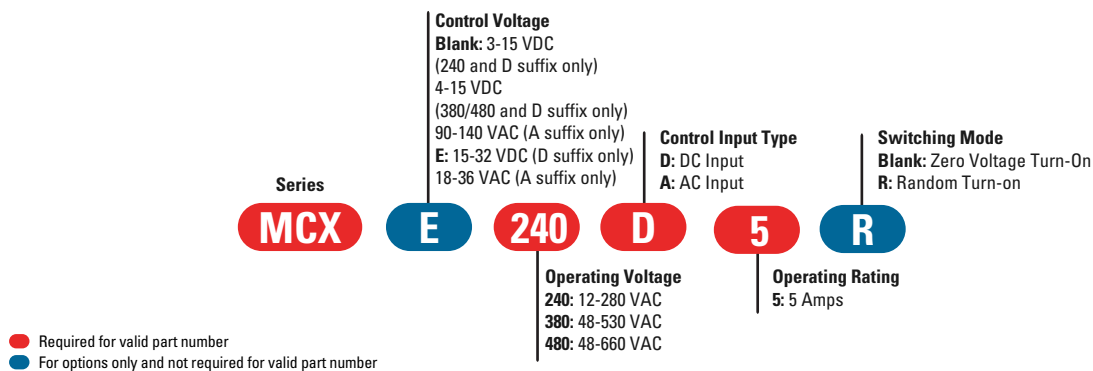 Control Voltage
Blank: 3-15 VDC
(240 and D suffix only)
4-15 VDC
(380/480 and D suffix only)
90-140 VAC (A suffix only)
E: 15-32 VDC (D suffix only)
18-36 VAC (A suffix only)
Control Input Type
D: DC Input
A: AC Input
Switching Mode
Blank: Zero Voltage Turn-On
R: Random Turn-on
Series
MCX E 240 D 5 R
Operating Voltage
240: 12-280 VAC
380: 48-530 VAC
480: 48-660 VAC
Operating Rating
5: 5 Amps
Required for valid part number
For options only and not required for valid part number